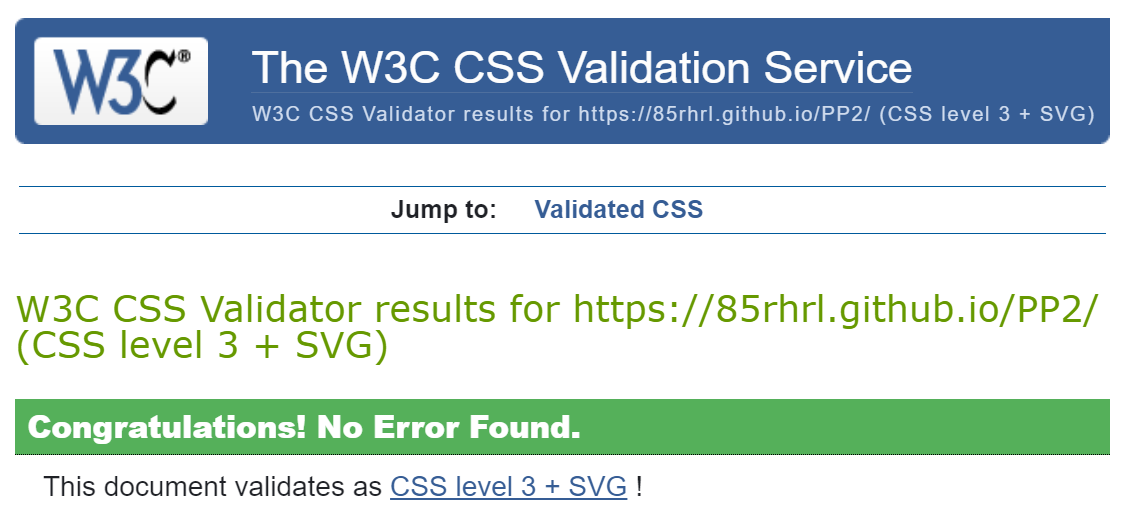 W3C®
The W3C CSS Validation Service
W3C CSS Validator results for https://85rhrl.github.io/PP2/ (CSS level 3 + SVG)
Jump to: Validated CSS
W3C CSS Validator results for https://85rhrl.github.io/PP2/
(CSS level 3 + SVG)
Congratulations! No Error Found.
This document validates as CSS level 3 + SVG !